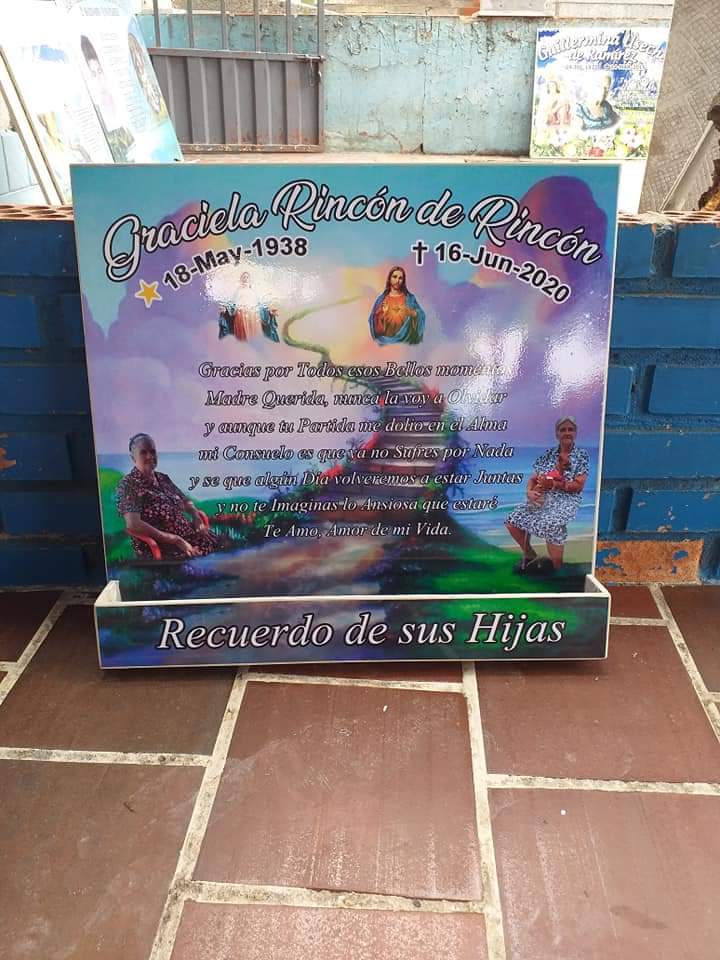 Guillermina Useche
de Ramírez
Graciela Rincón de Rincón
18-May-1938
16-Jun-2020
Gracias por Todos esos Bellos momentos
Madre Querida, nunca la voy a Olvidar
y aunque tu Partida me dolio en el Alma
mi Consuelo es que ya no Sufres por Nada
y se que algún Día volveremos a estar Juntas
y no te Imaginas lo Ansiosa que estaré
Te Amo, Amor de mi Vida.
Recuerdo de sus Hijas